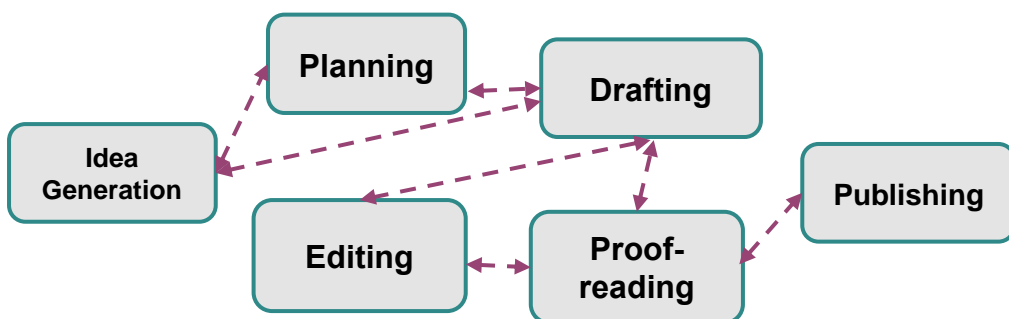 Planning
Drafting
Idea
Generation
Publishing
Editing
Proof-
reading